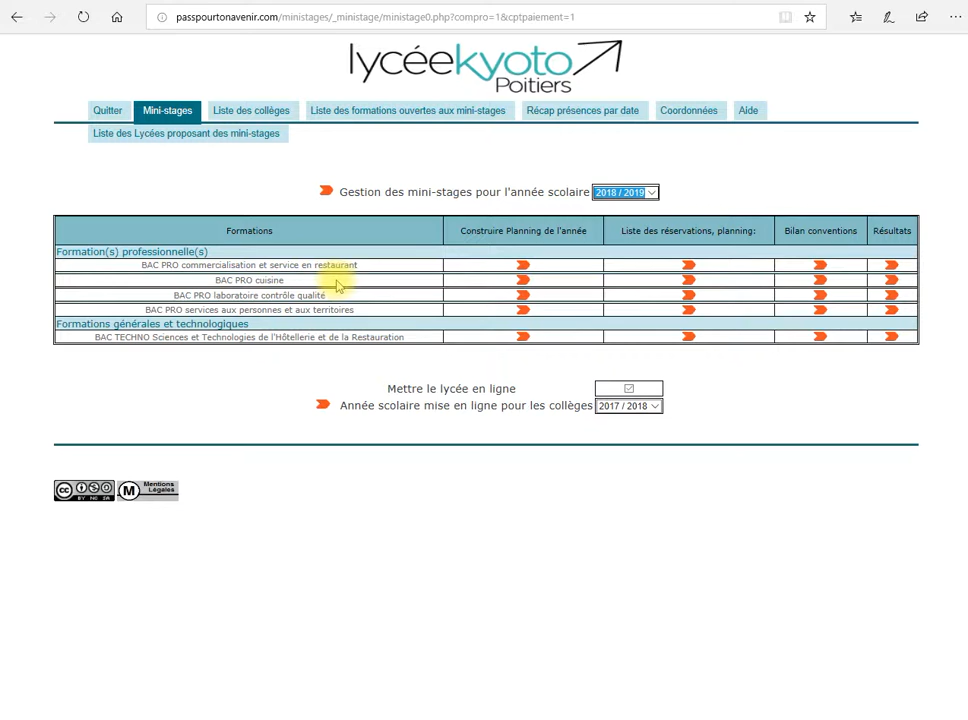 passpourtonavenir.com/ministages/_ministage/ministage0.php?compro=1&cptpaiement=1
lycéekyoto
Poitiers
Quitter Mini-stages Liste des collèges Liste des formations ouvertes aux mini-stages Récap présences par date Coordonnées Aide
Liste des Lycées proposant des mini-stages
Gestion des mini-stages pour l'année scolaire 2018 / 2019
Formations Construire Planning de l'année Liste des réservations, planning: Bilan conventions Résultats
Formation(s) professionnelle(s)
BAC PRO commercialisation et service en restaurant
BAC PRO cuisine
BAC PRO laboratoire contrôle qualité
BAC PRO services aux personnes et aux territoires
Formations générales et technologiques
BAC TECHNO Sciences et Technologies de l'Hôtellerie et de la Restauration
Mettre le lycée en ligne
Année scolaire mise en ligne pour les collèges 2017 / 2018
cc BY NC SA M Mentions Légales